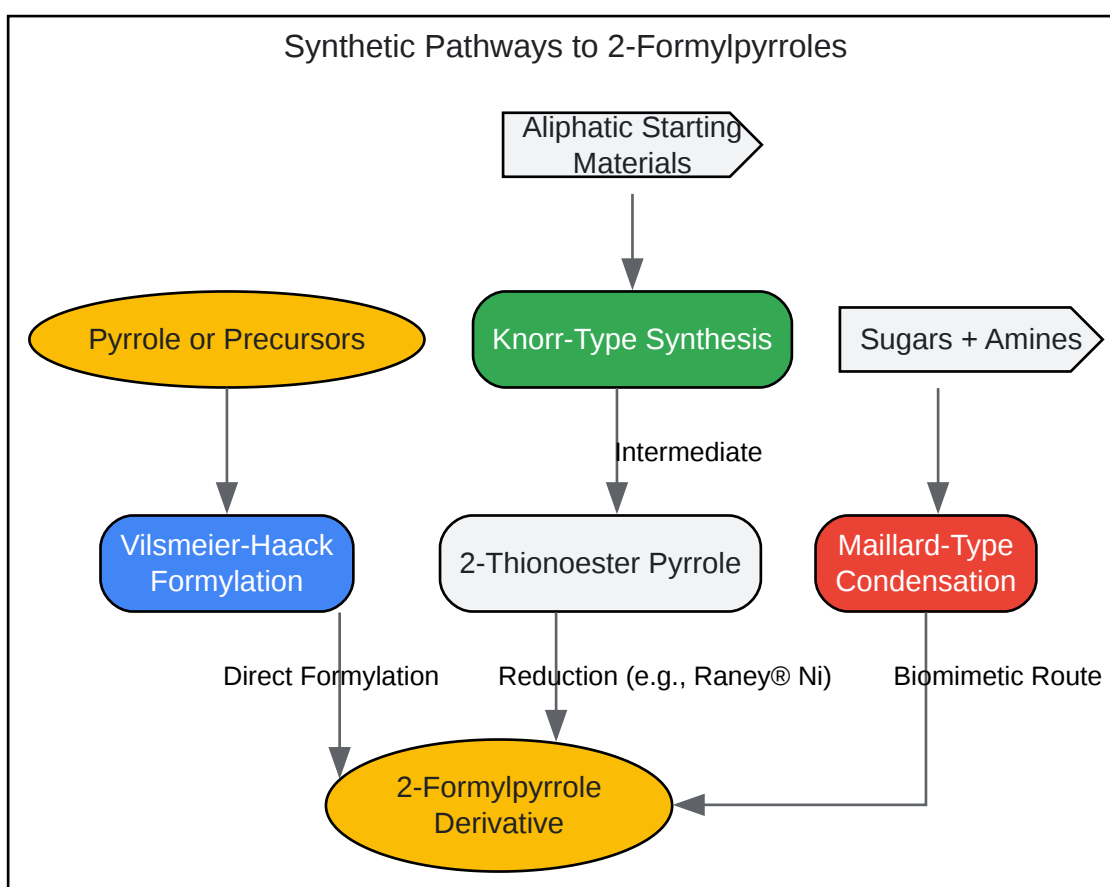 Synthetic Pathways to 2-Formylpyrroles
Aliphatic Starting
Materials
Pyrrole or Precursors
Knorr-Type Synthesis
Sugars + Amines
Intermediate
Vilsmeier-Haack
Formylation
2-Thionoester Pyrrole
Maillard-Type
Condensation
Direct Formylation
Reduction (e.g., Raney® Ni)
Biomimetic Route
2-Formylpyrrole
Derivative